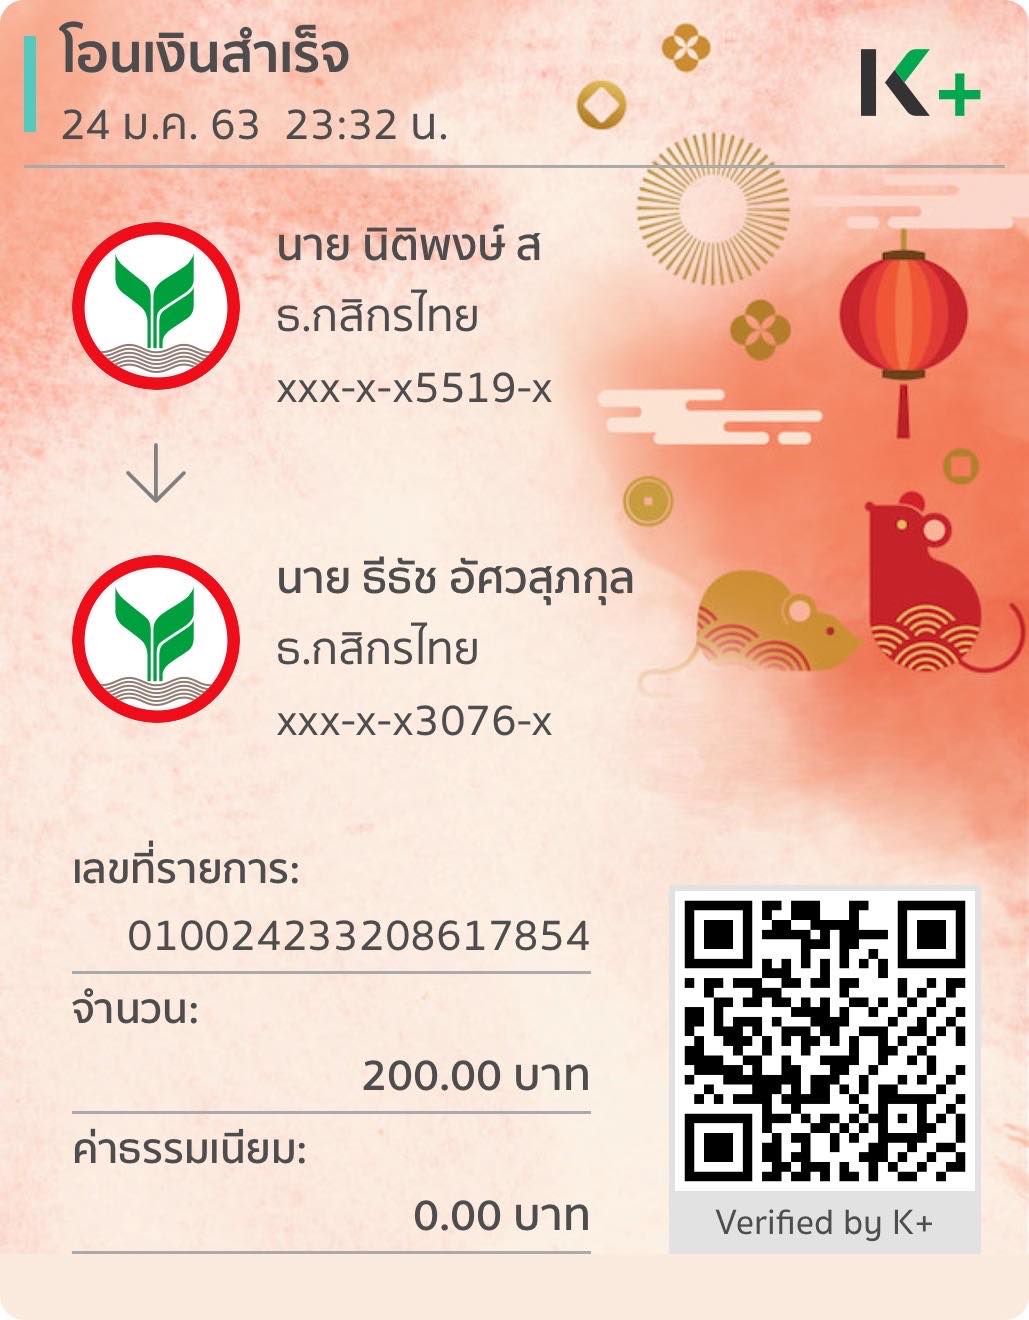 โอนเงินสำเร็จ
24 ม.ค. 63 23:32 น.
K+
นาย นิติพงษ์ ส
ธ.กสิกรไทย
xxx-x-x5519-x
นาย ธีธัช อัศวสุภกุล
ธ.กสิกรไทย
xxx-x-x3076-x
เลขที่รายการ:
010024233208617854
จำนวน:
200.00 บาท
ค่าธรรมเนียม:
0.00 บาท
Verified by K+